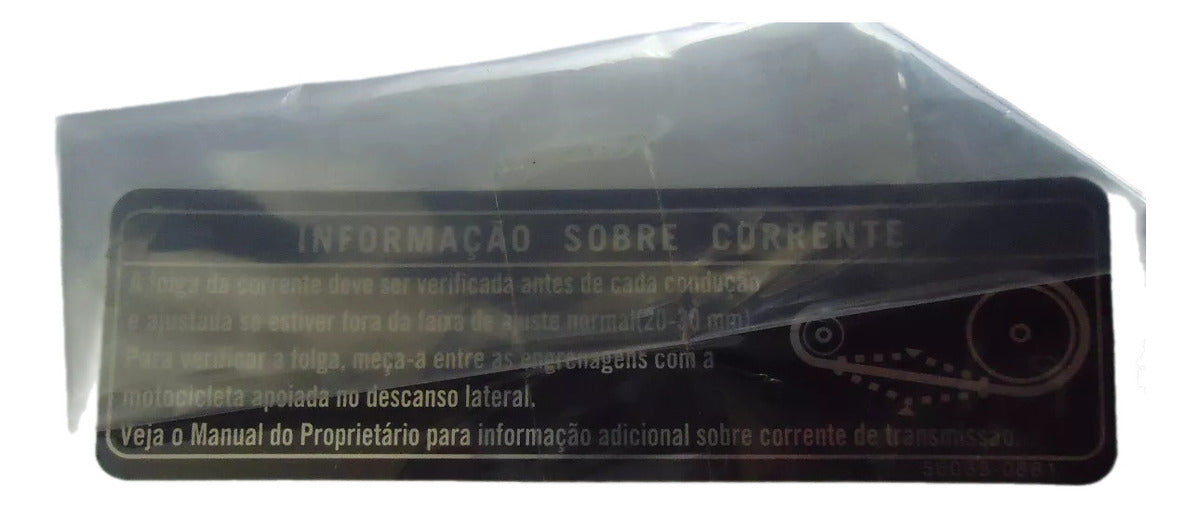 INFORMAÇÃO SOBRE CORRENTE
A folga da corrente deve ser verificada antes de cada condução
e ajustada se estiver fora da faixa de ajuste normal(20-30 mm)
Para verificar a folga, meça-a entre as engrenagens com a
motocicleta apoiada no descanso lateral.
Veja o Manual do Proprietário para informação adicional sobre corrente de transmissão.
56033 0881